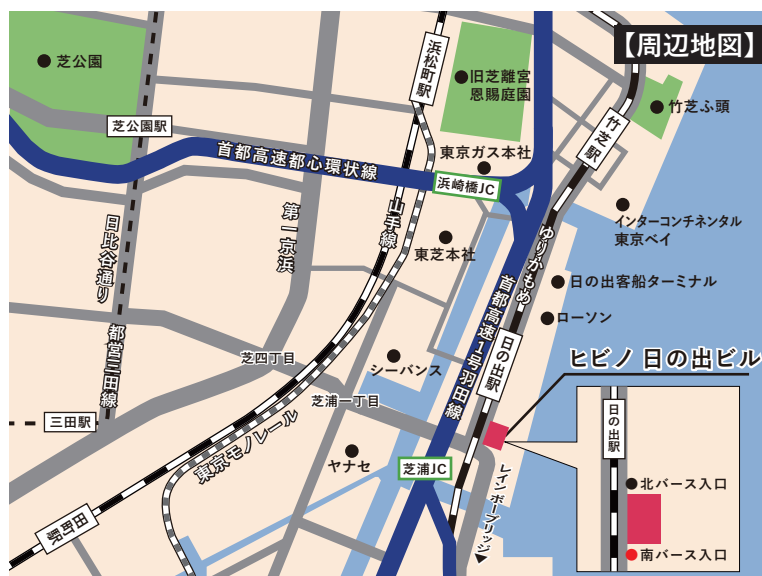 【周辺地図】
芝公園
浜松町駅
旧芝離宮
恩賜庭園
竹芝ふ頭
芝公園駅
竹芝駅
首都高速都心環状線
東京ガス本社
浜崎橋JC
日比谷通り
第一京浜
山手線
東芝本社
ゆりかもめ
インターコンチネンタル
東京ベイ
日の出客船ターミナル
首都高速1号羽田線
ローソン
都営三田線
芝四丁目
シーバンス
日の出駅
ヒビノ 日の出ビル
芝浦一丁目
三田駅
東京モノレール
ヤナセ
芝浦JC
レインボーブリッジ
田町駅
日の出駅
北バース入口
南バース入口